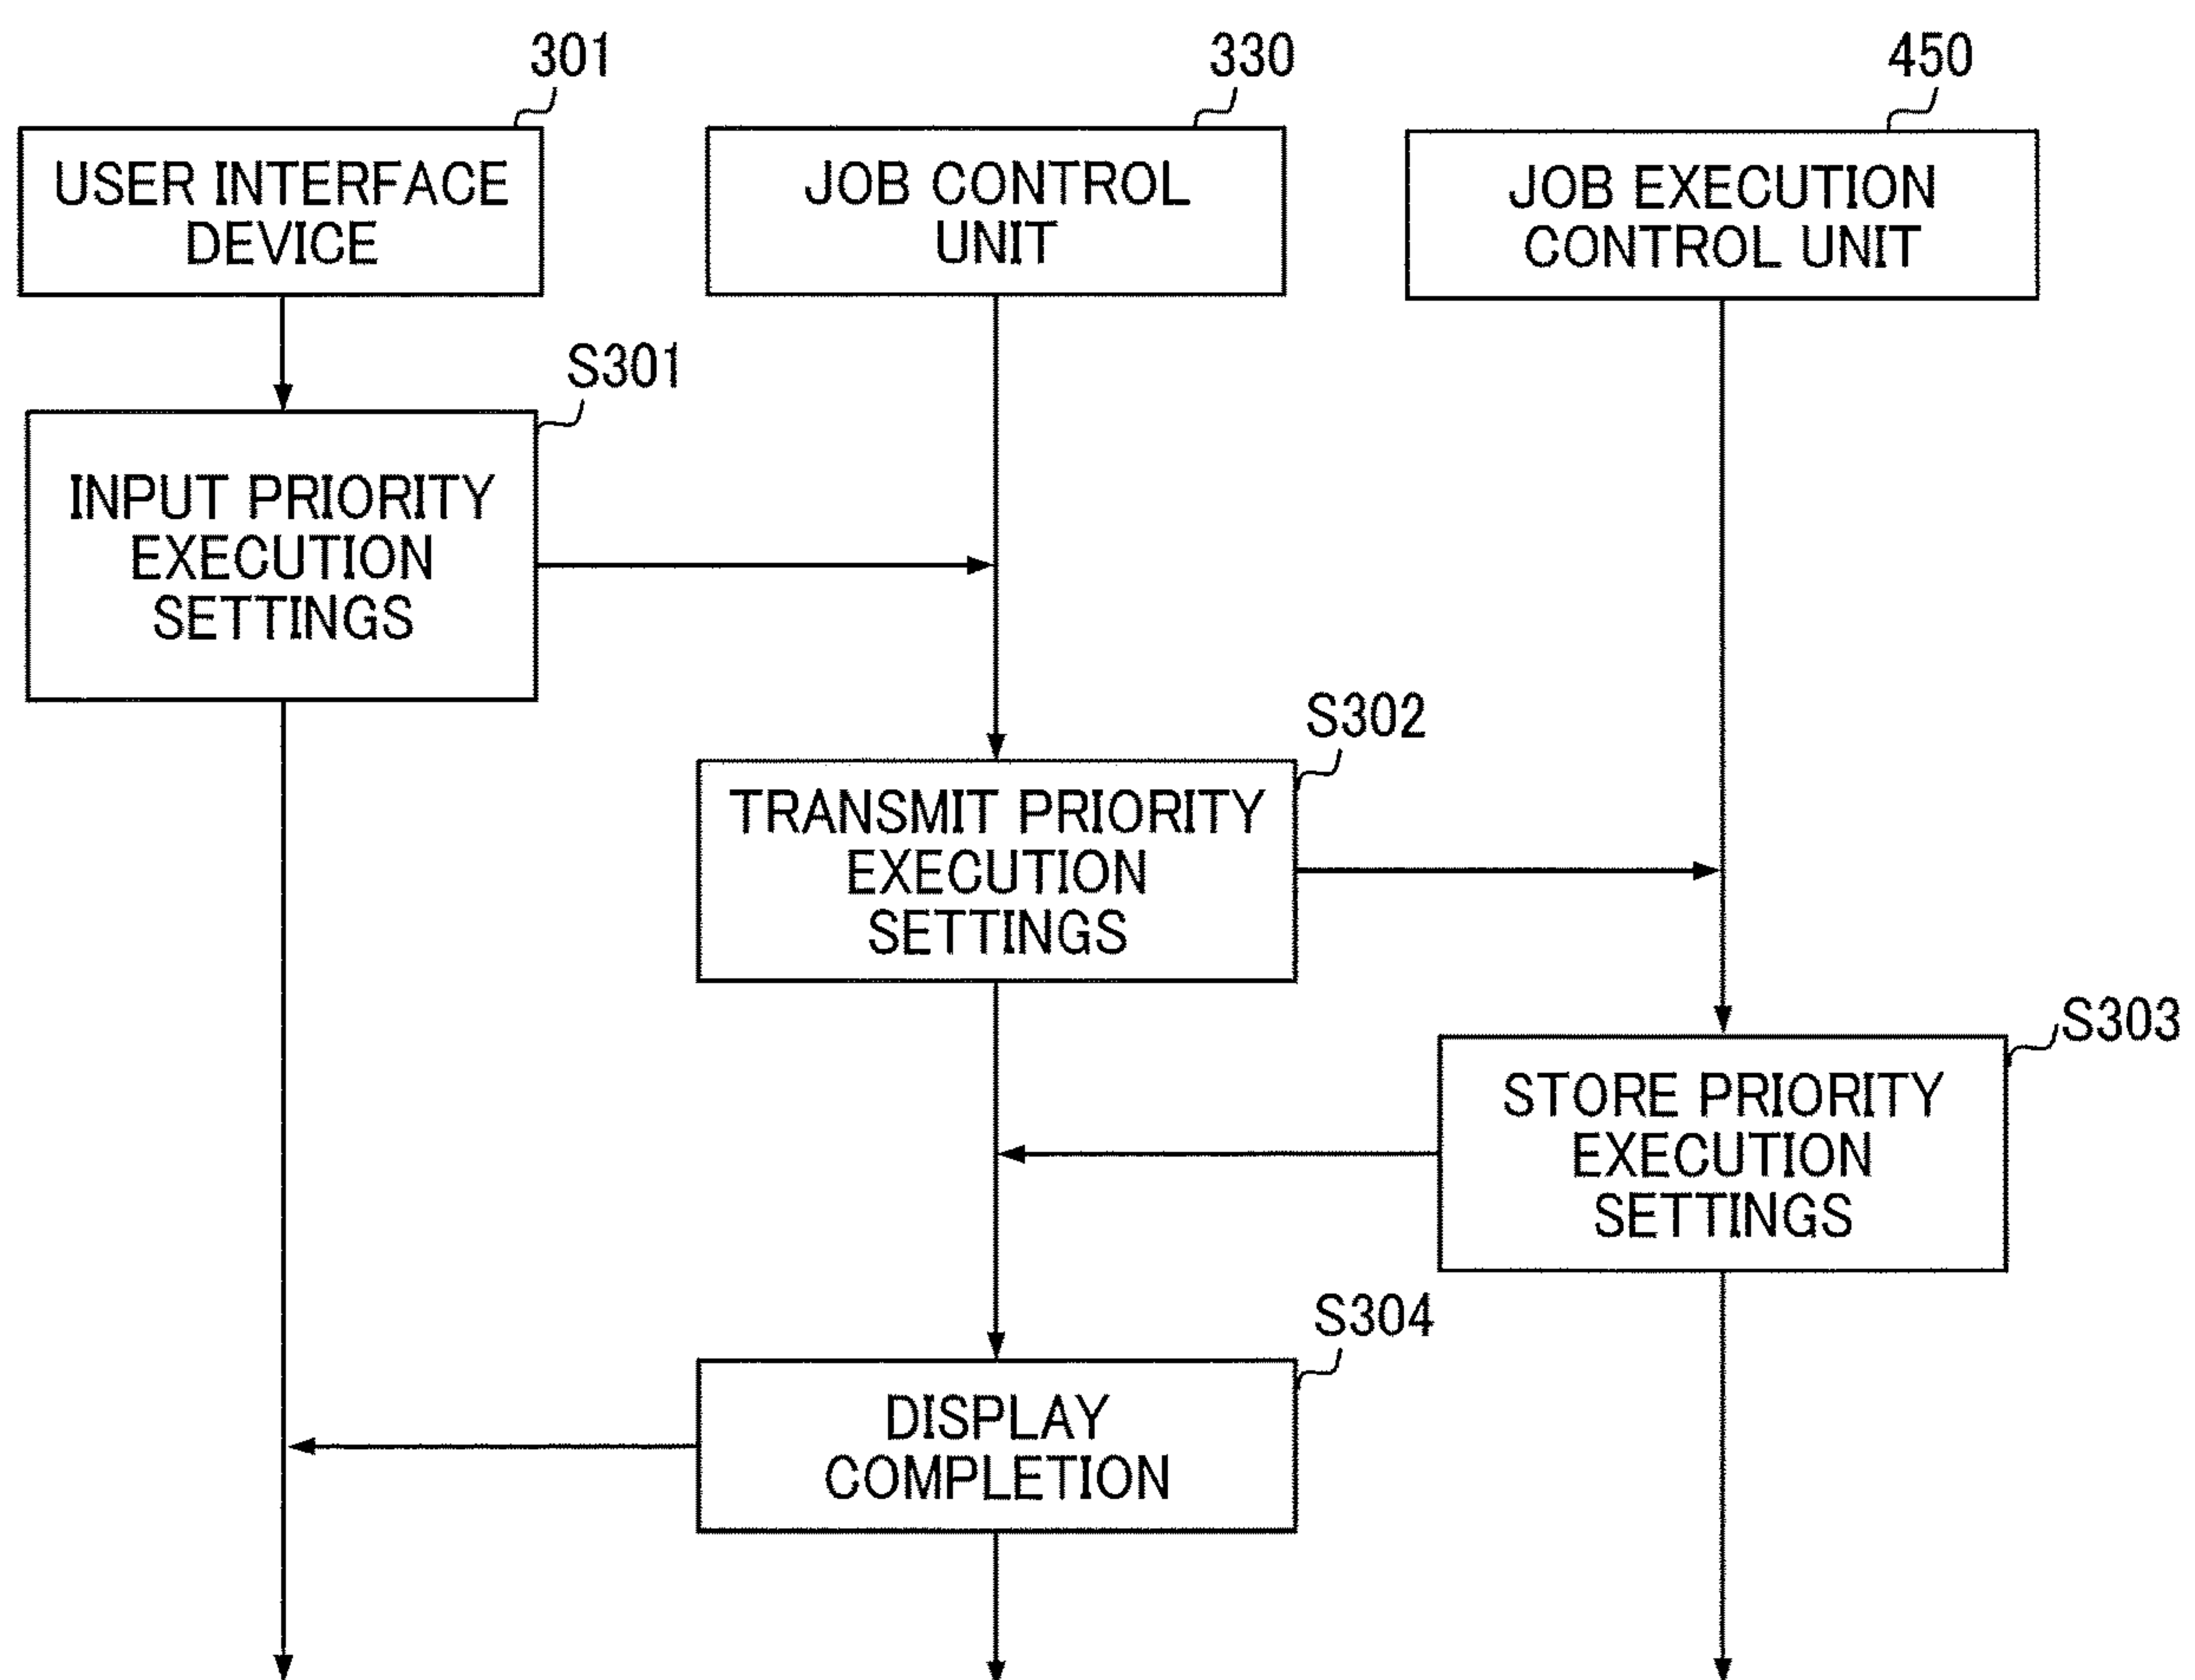 301
330
450
USER INTERFACE
DEVICE
JOB CONTROL
UNIT
JOB EXECUTION
CONTROL UNIT
S301
INPUT PRIORITY
EXECUTION
SETTINGS
S302
TRANSMIT PRIORITY
EXECUTION
SETTINGS
S303
STORE PRIORITY
EXECUTION
SETTINGS
S304
DISPLAY
COMPLETION